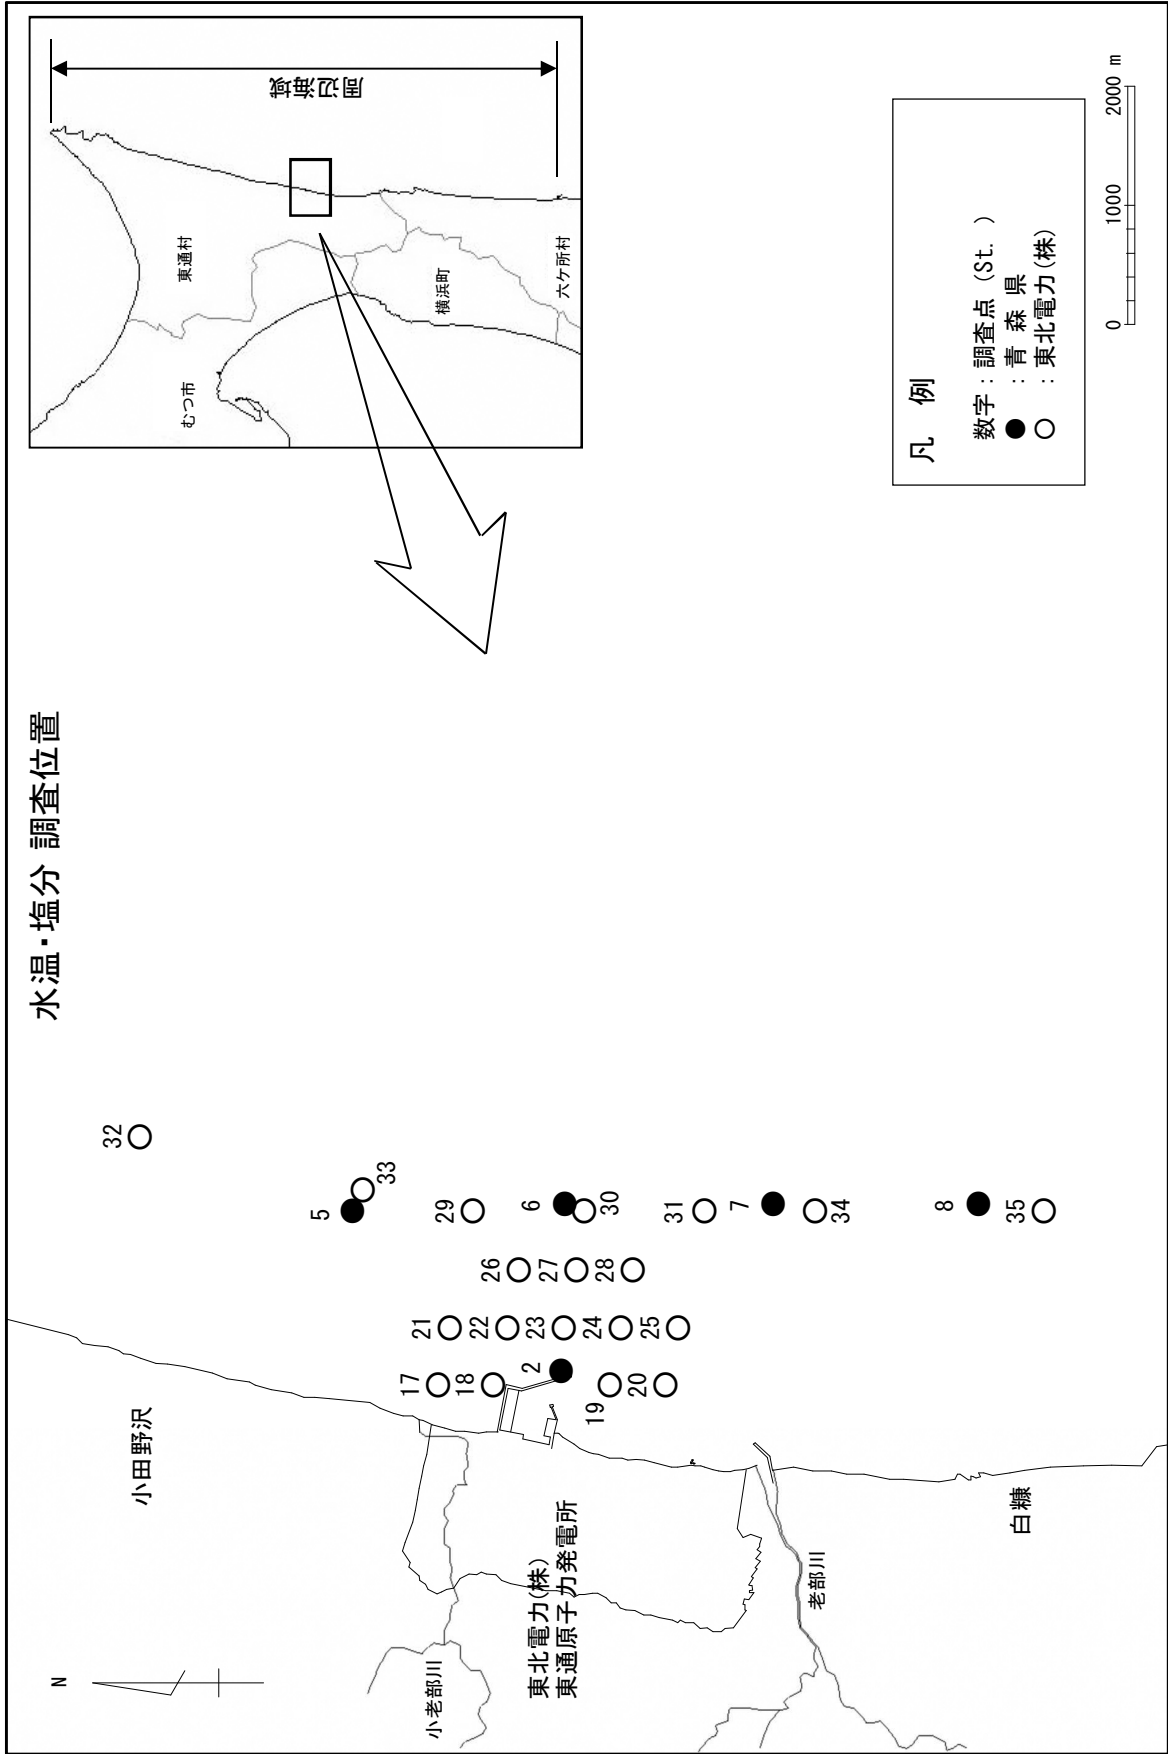 水温・塩分 調査位置
N
小田野沢
小老部川
東北電力(株)
東通原子力発電所
老部川
白糠
32
5
33
29
6
30
31
7
34
8
35
26
27
28
21
22
23
24
25
17
18
2
19
20
むつ市
東通村
横浜町
六ケ所村
周辺海域
凡 例
数字:調査点 (St. )
● :青 森 県
○ :東北電力(株)
0 1000 2000 m